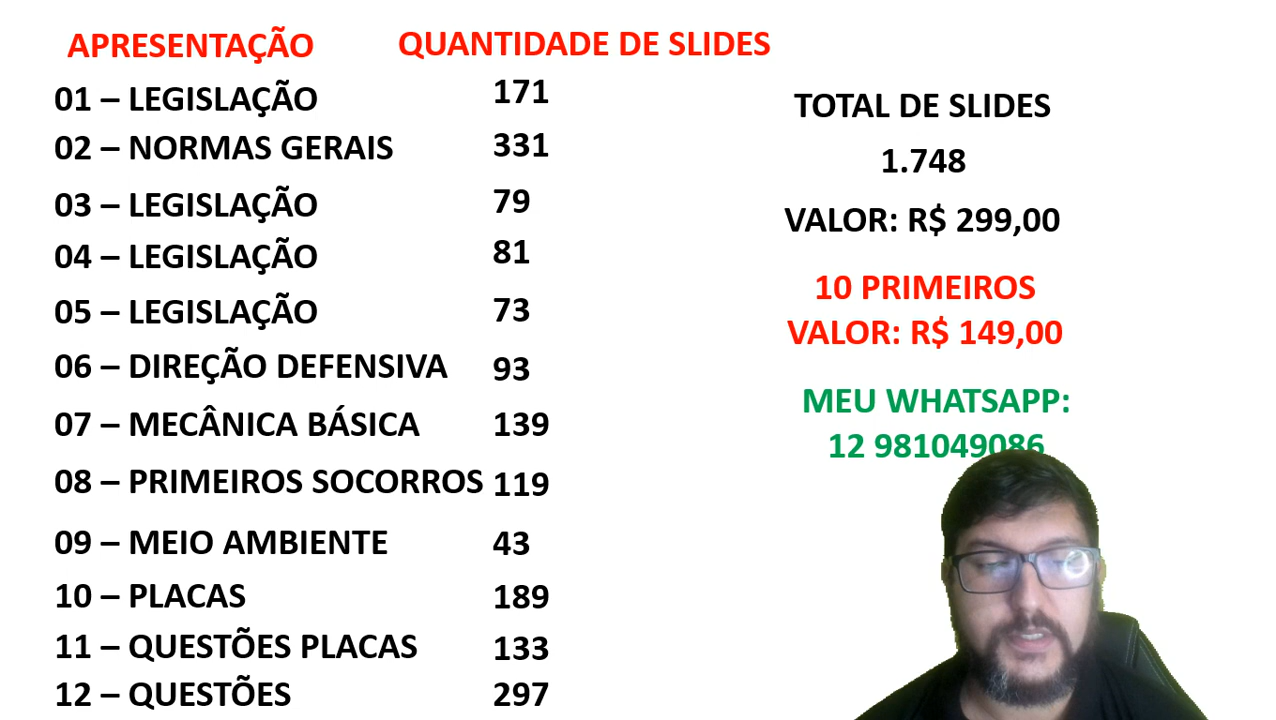 APRESENTAÇÃO QUANTIDADE DE SLIDES
01 – LEGISLAÇÃO 171
02 – NORMAS GERAIS 331
03 – LEGISLAÇÃO 79
04 – LEGISLAÇÃO 81
05 – LEGISLAÇÃO 73
06 – DIREÇÃO DEFENSIVA 93
07 – MECÂNICA BÁSICA 139
08 – PRIMEIROS SOCORROS 119
09 – MEIO AMBIENTE 43
10 – PLACAS 189
11 – QUESTÕES PLACAS 133
12 – QUESTÕES 297
TOTAL DE SLIDES
1.748
VALOR: R$ 299,00
10 PRIMEIROS
VALOR: R$ 149,00
MEU WHATSAPP:
12 981049086